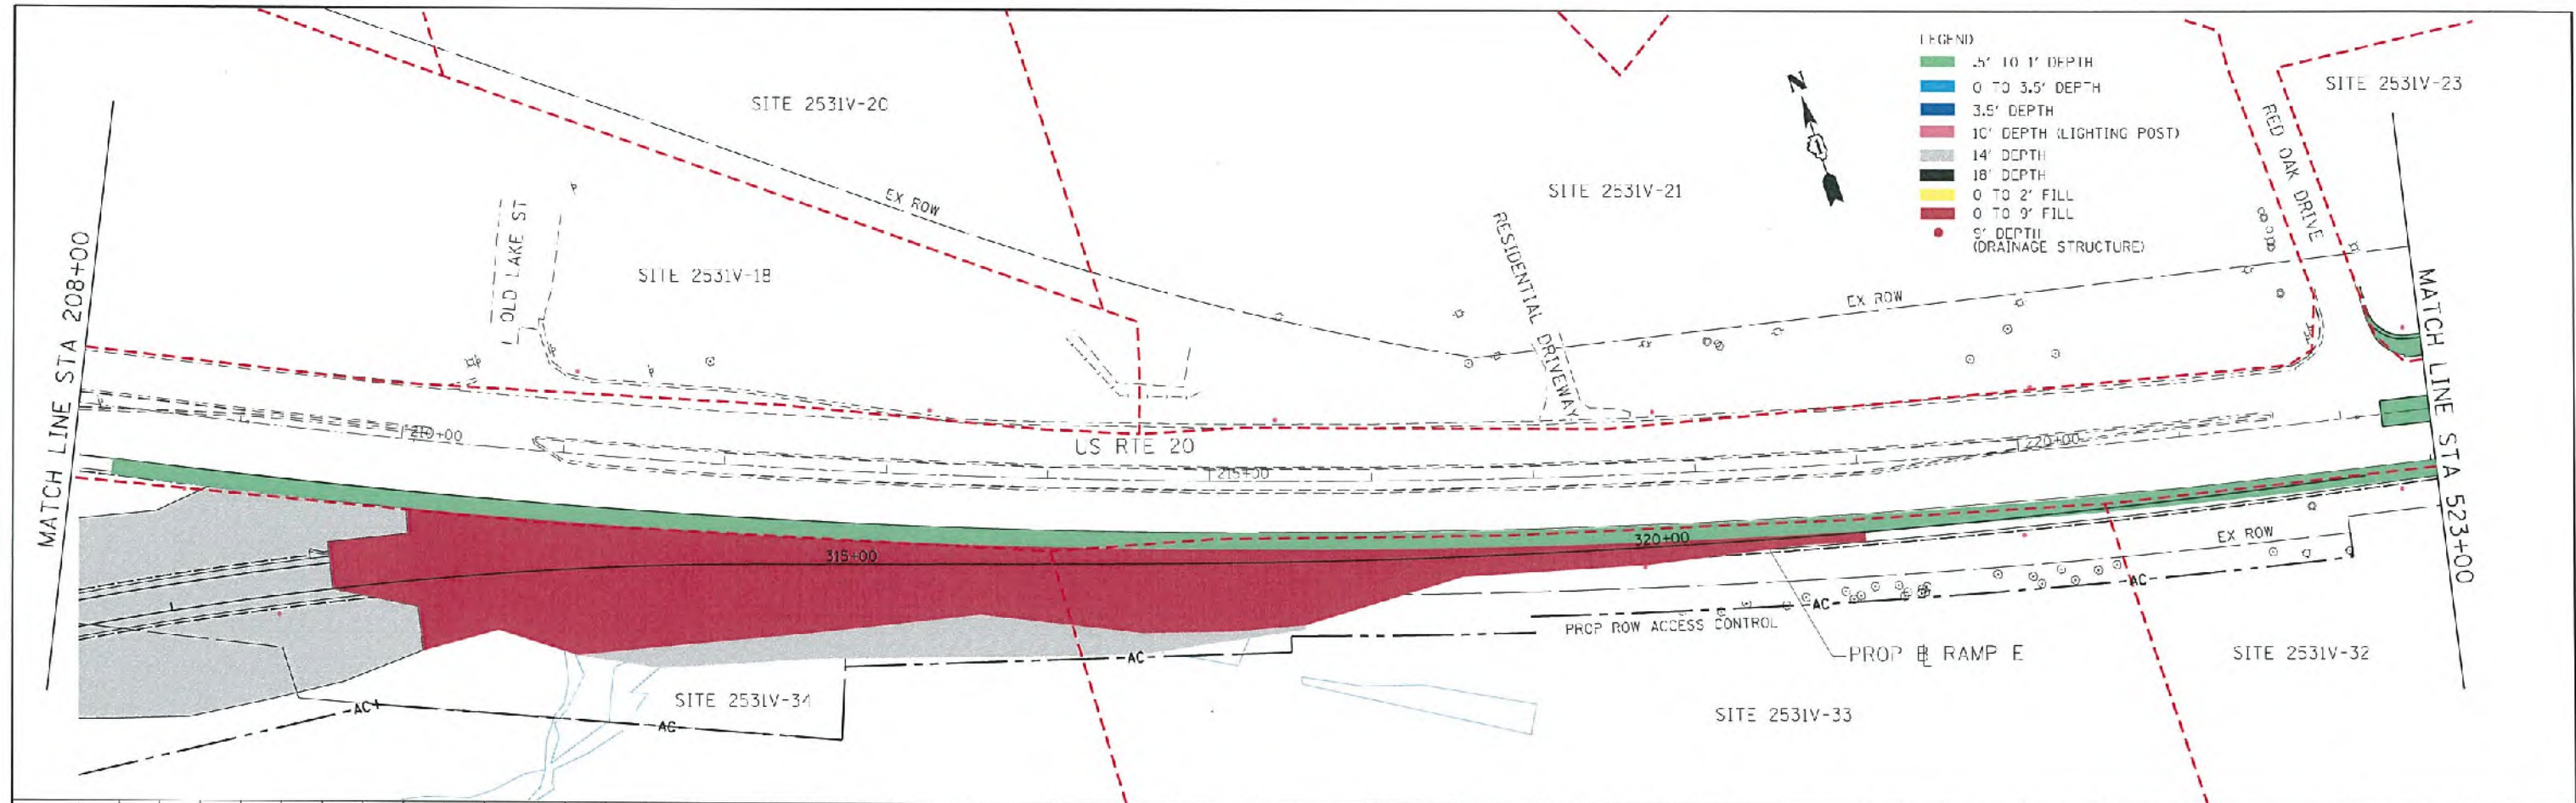 LEGEND
.5' TO 1' DEPTH
0 TO 3.5' DEPTH
3.5' DEPTH
10' DEPTH (LIGHTING POST)
14' DEPTH
18' DEPTH
0 TO 2' FILL
0 TO 9' FILL
9' DEPTH
(DRAINAGE STRUCTURE)
N
SITE 2531V-20
SITE 2531V-23
SITE 2531V-21
SITE 2531V-18
EX ROW
OLD LAKE ST
RESIDENTIAL DRIVEWAY
RED OAK DRIVE
EX ROW
MATCH LINE STA 208+00
MATCH LINE STA 523+00
210+00
US RTE 20
215+00
220+00
315+00
320+00
EX ROW
AC
AC
PROP ROW ACCESS CONTROL
AC
PROP BL RAMP E
SITE 2531V-32
SITE 2531V-34
SITE 2531V-33
AC
AC